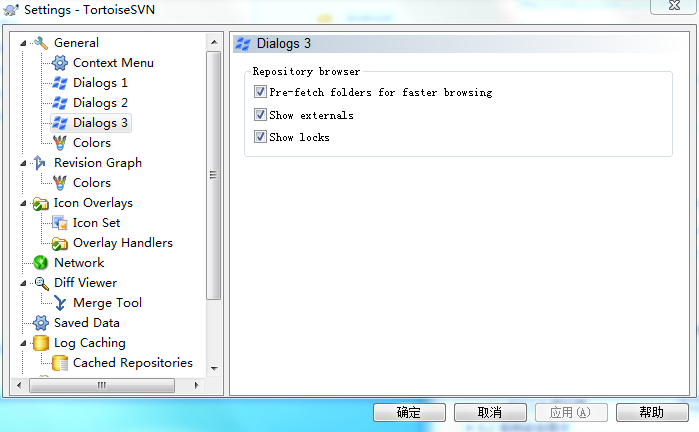 Settings - TortoiseSVN
General
Context Menu
Dialogs 1
Dialogs 2
Dialogs 3
Colors
Revision Graph
Colors
Icon Overlays
Icon Set
Overlay Handlers
Network
Diff Viewer
Merge Tool
Saved Data
Log Caching
Cached Repositories
Dialogs 3
Repository browser
Pre-fetch folders for faster browsing
Show externals
Show locks
确定
取消
应用(A)
帮助